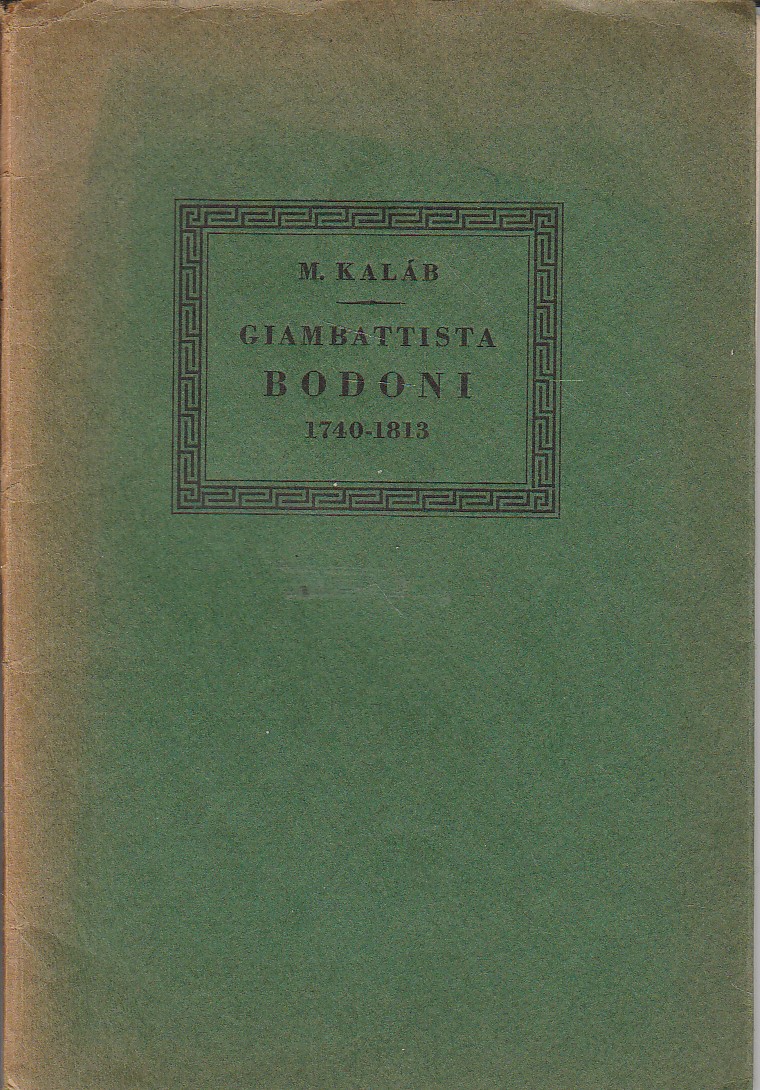 M. KALÁB
GIAMBATTISTA
BODONI
1740-1813